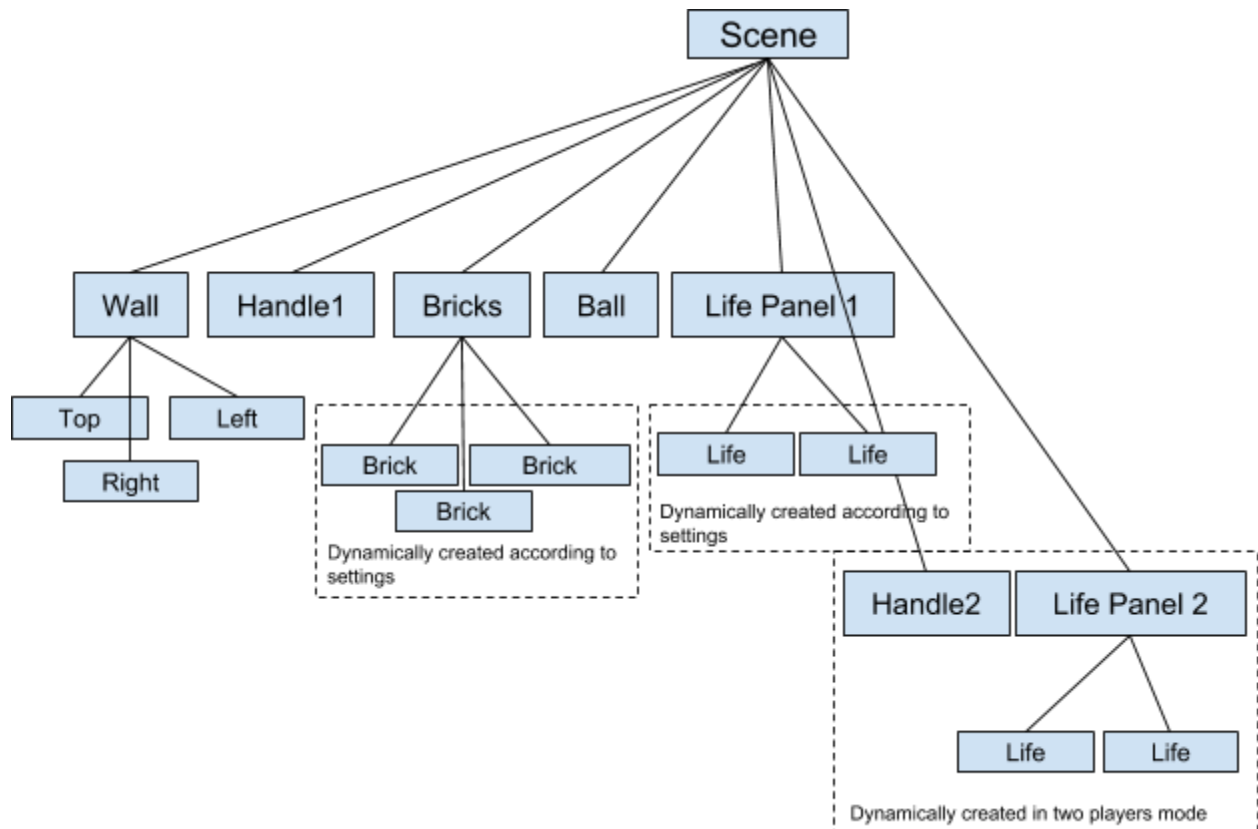 Scene
Wall
Handle1
Bricks
Ball
Life Panel 1
Top
Left
Right
Brick
Brick
Brick
Dynamically created according to
settings
Life
Life
Dynamically created according to
settings
Handle2
Life Panel 2
Life
Life
Dynamically created in two players mode